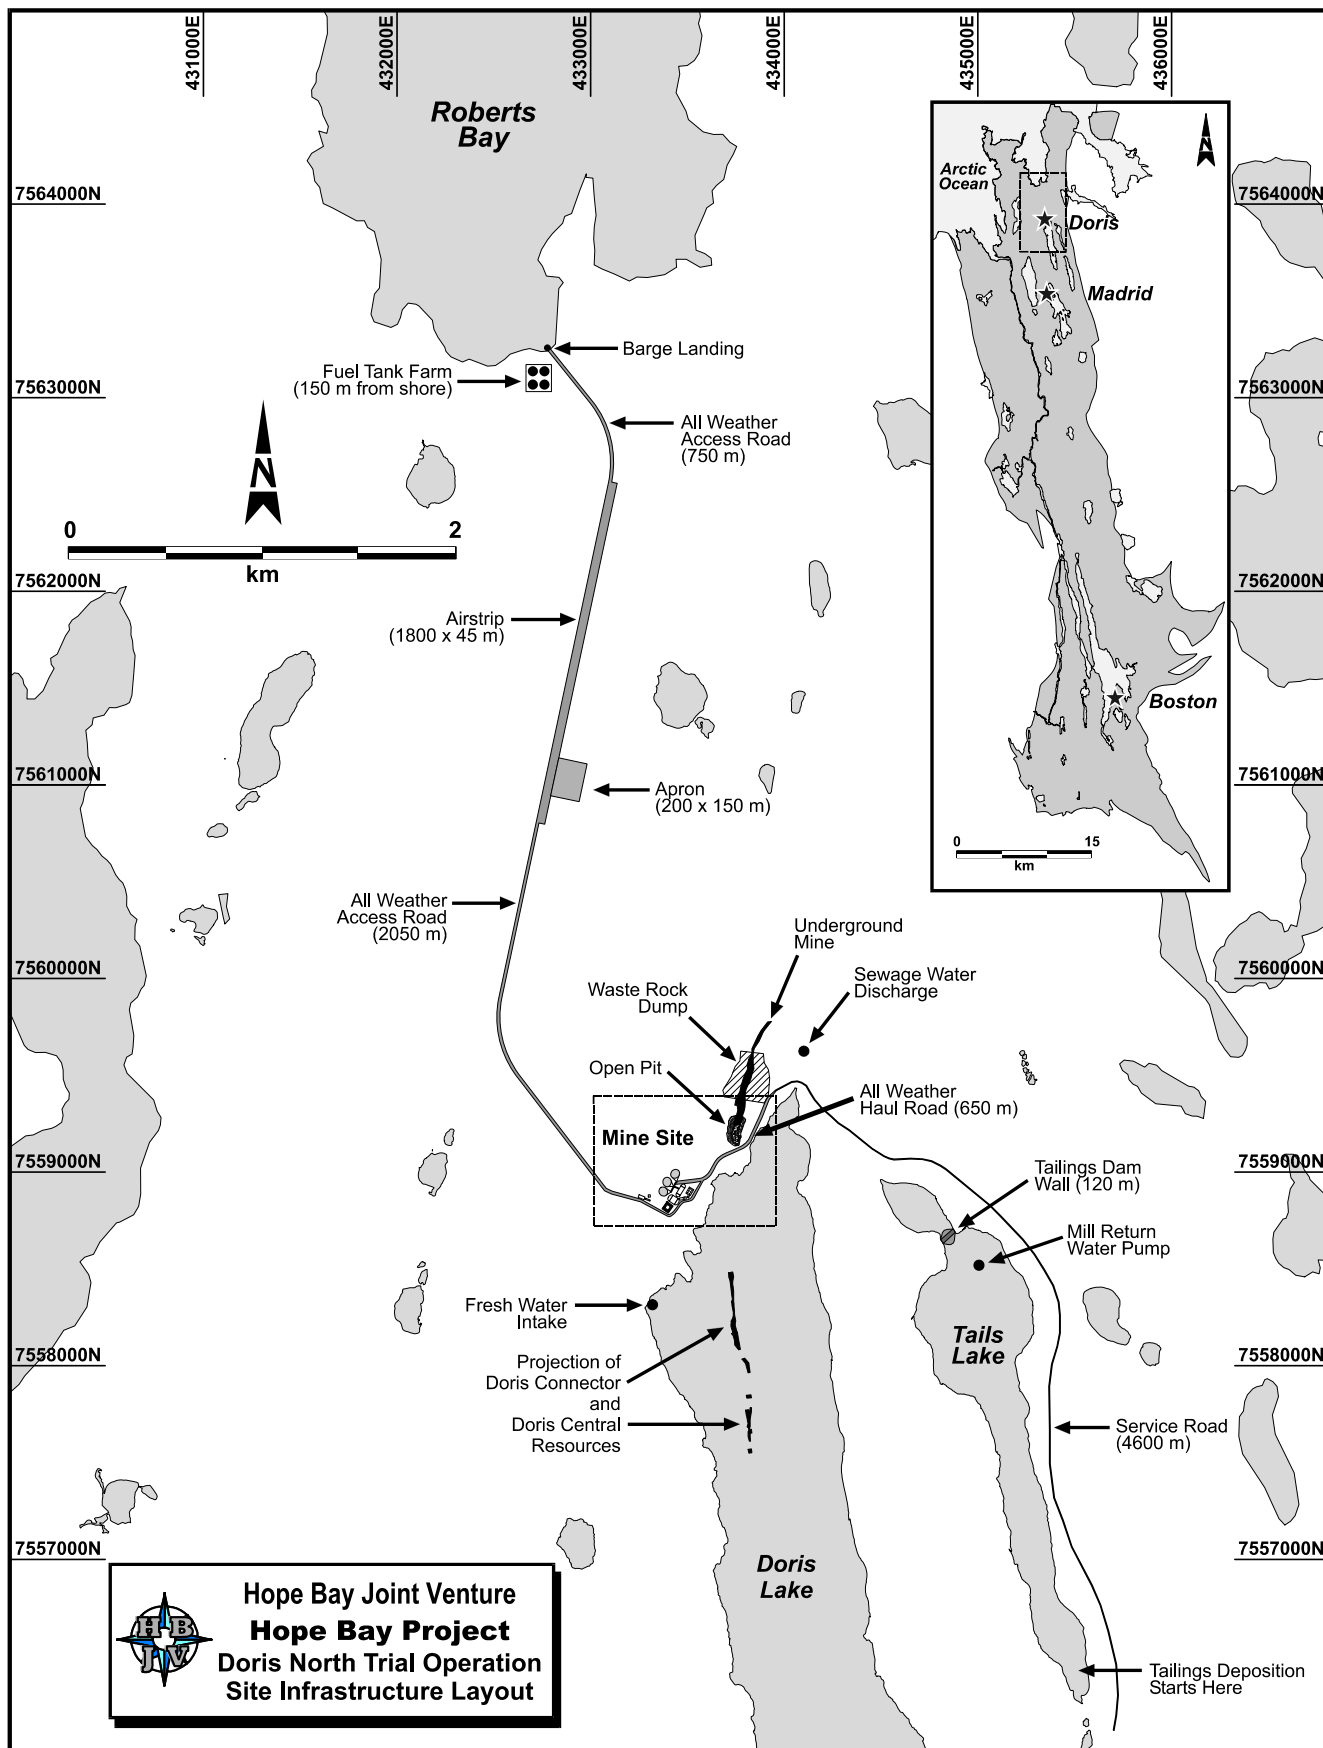 431000E
432000E
433000E
434000E
435000E
436000E
Roberts
Bay
7564000N
7564000N
Arctic
Ocean
N
Doris
Madrid
Boston
0
15
km
Barge Landing
Fuel Tank Farm
(150 m from shore)
7563000N
7563000N
All Weather
Access Road
(750 m)
N
0
2
km
7562000N
7562000N
Airstrip
(1800 x 45 m)
7561000N
7561000N
Apron
(200 x 150 m)
All Weather
Access Road
(2050 m)
Underground
Mine
7560000N
7560000N
Sewage Water
Discharge
Waste Rock
Dump
Open Pit
All Weather
Haul Road (650 m)
Mine Site
7559000N
7559000N
Tailings Dam
Wall (120 m)
Mill Return
Water Pump
Fresh Water
Intake
Tails
Lake
7558000N
7558000N
Projection of
Doris Connector
and
Doris Central
Resources
Service Road
(4600 m)
7557000N
7557000N
Doris
Lake
HB
JV
Hope Bay Joint Venture
Hope Bay Project
Doris North Trial Operation
Site Infrastructure Layout
Tailings Deposition
Starts Here